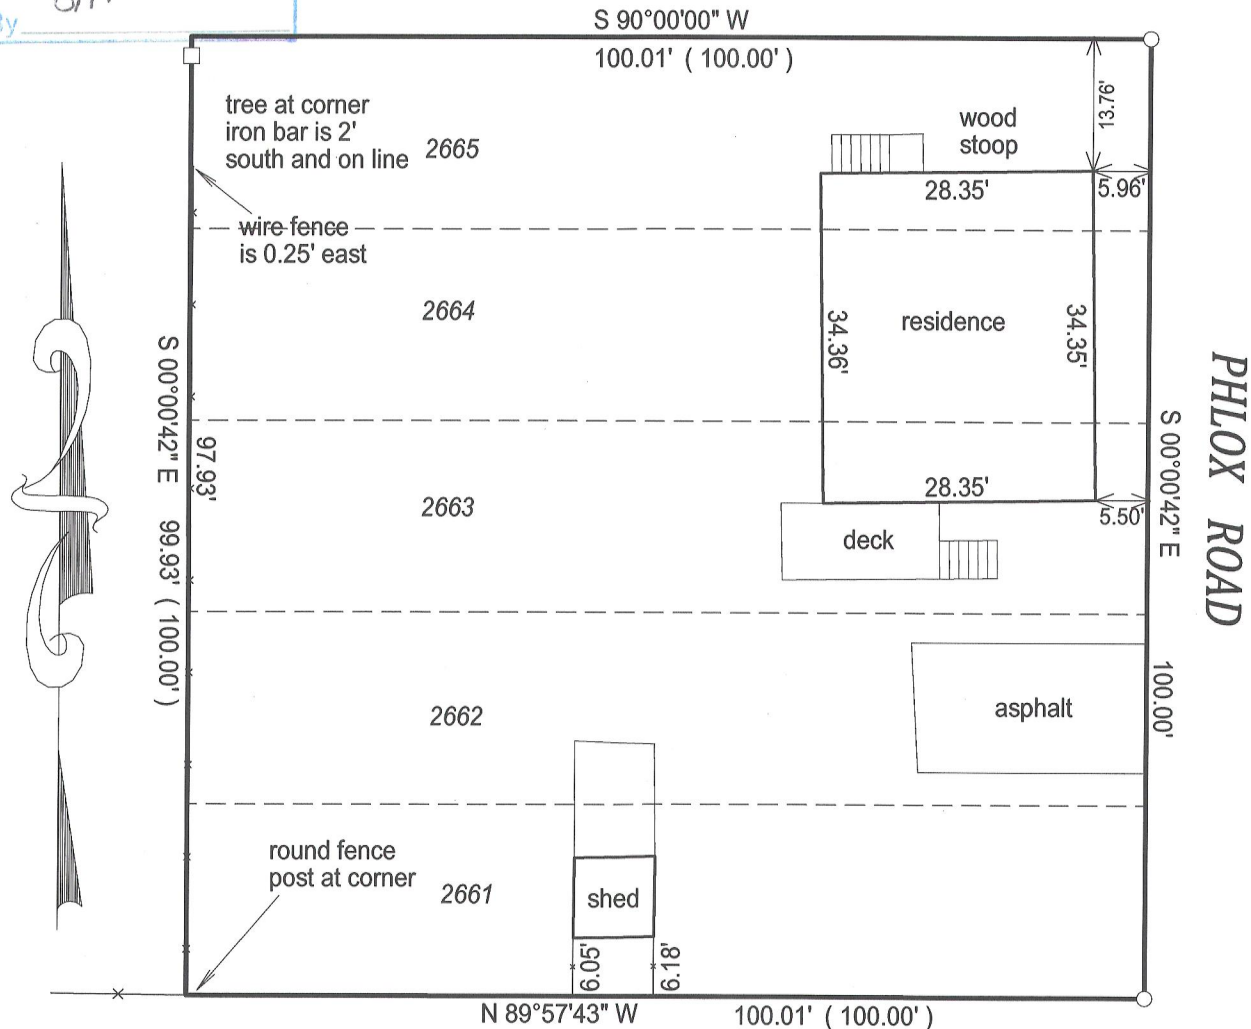 By
S 90°00'00" W
100.01' ( 100.00' )
13.76'
tree at corner
iron bar is 2'
south and on line
2665
wood
stoop
28.35'
5.96'
wire fence
is 0.25' east
2664
34.36'
residence
34.35'
S 00°00'42" E 99.93' ( 100.00' )
97.93'
2663
28.35'
5.50'
deck
S 00°00'42" E 100.00'
PHLOX ROAD
2662
asphalt
round fence
post at corner
2661
shed
6.05'
6.18'
N 89°57'43" W 100.01' ( 100.00' )